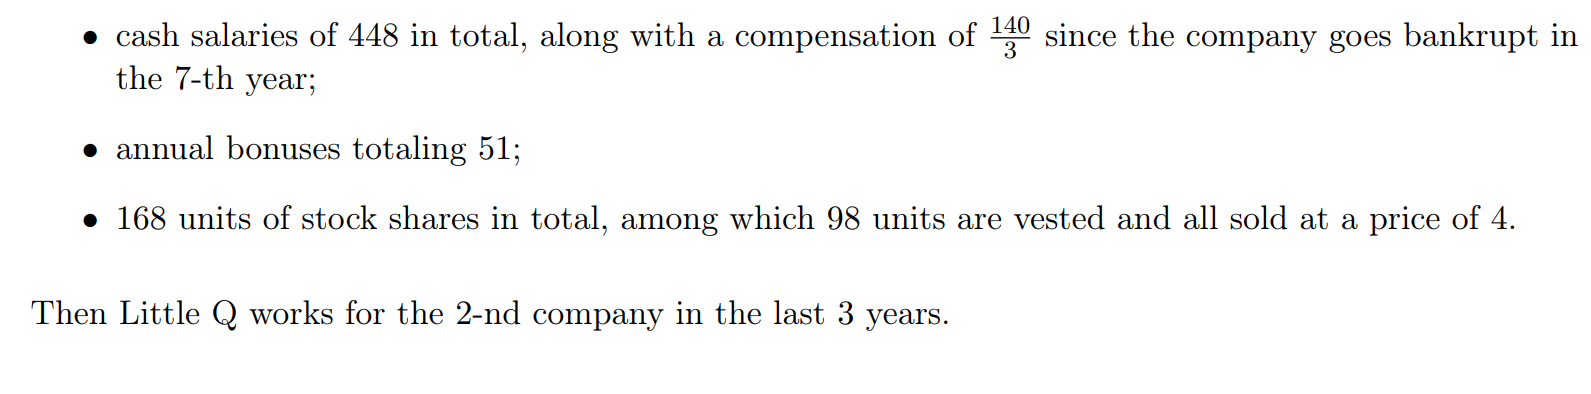 • cash salaries of 448 in total, along with a compensation of 140/3 since the company goes bankrupt in
the 7-th year;
• annual bonuses totaling 51;
• 168 units of stock shares in total, among which 98 units are vested and all sold at a price of 4.
Then Little Q works for the 2-nd company in the last 3 years.